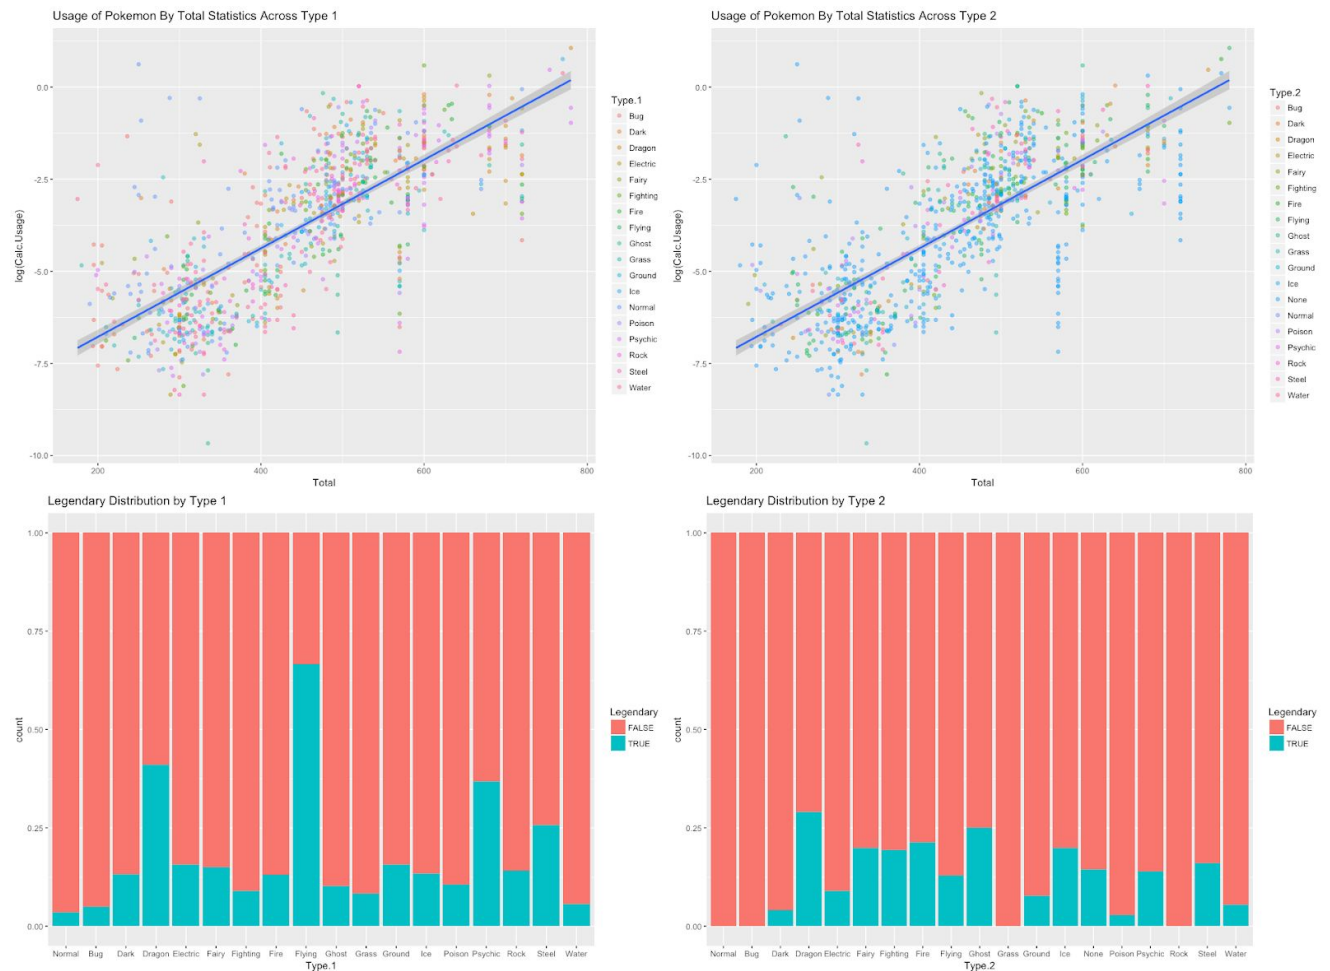 Usage of Pokemon By Total Statistics Across Type 1
log(Calc.Usage)
0.0
-2.5
-5.0
-7.5
-10.0
200 400 600 800
Total
Type.1
Bug
Dark
Dragon
Electric
Fairy
Fighting
Fire
Flying
Ghost
Grass
Ground
Ice
Normal
Poison
Psychic
Rock
Steel
Water
Usage of Pokemon By Total Statistics Across Type 2
log(Calc.Usage)
0.0
-2.5
-5.0
-7.5
-10.0
200 400 600 800
Total
Type.2
Bug
Dark
Dragon
Electric
Fairy
Fighting
Fire
Flying
Ghost
Grass
Ground
Ice
None
Normal
Poison
Psychic
Rock
Steel
Water
Legendary Distribution by Type 1
count
1.00
0.75
0.50
0.25
0.00
Normal Bug Dark Dragon Electric Fairy Fighting Fire Flying Ghost Grass Ground Ice Poison Psychic Rock Steel Water
Type.1
Legendary
FALSE
TRUE
Legendary Distribution by Type 2
count
1.00
0.75
0.50
0.25
0.00
Normal Bug Dark Dragon Electric Fairy Fighting Fire Flying Ghost Grass Ground Ice None Poison Psychic Rock Steel Water
Type.2
Legendary
FALSE
TRUE